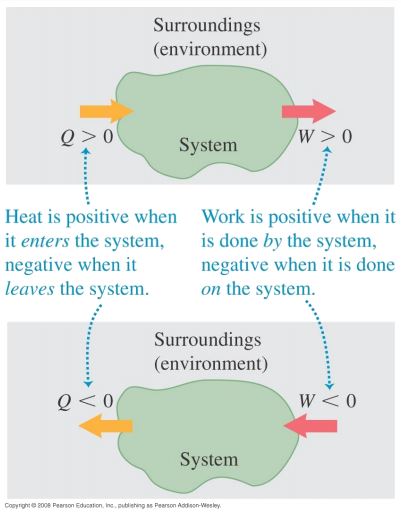 Surroundings
(environment)
Q > 0
W > 0
System
Heat is positive when
it enters the system,
negative when it
leaves the system.
Work is positive when it
is done by the system,
negative when it is done
on the system.
Surroundings
(environment)
Q < 0
W < 0
System
Copyright © 2008 Pearson Education, Inc., publishing as Pearson Addison-Wesley.